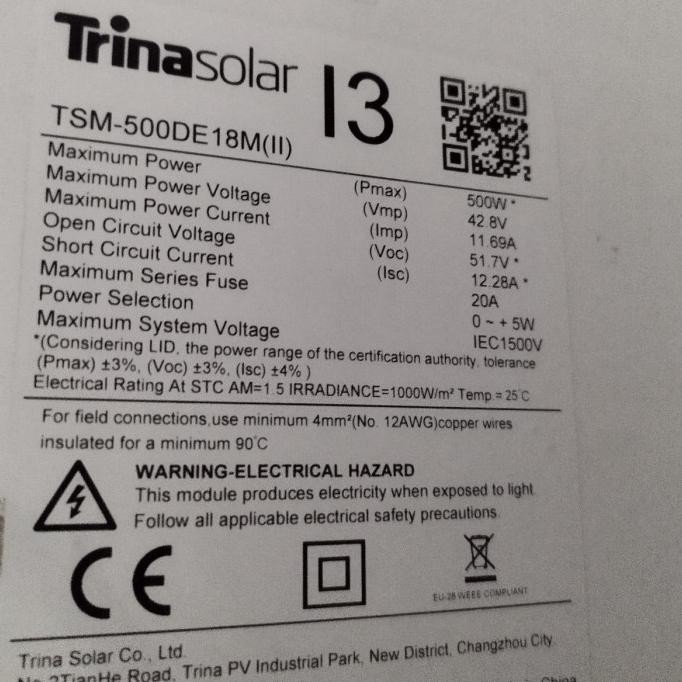 Trinasolar I3
TSM-500DE18M(II)
Maximum Power (Pmax) 500W *
Maximum Power Voltage (Vmp) 42.8V
Maximum Power Current (Imp) 11.69A
Open Circuit Voltage (Voc) 51.7V *
Short Circuit Current (Isc) 12.28A *
Maximum Series Fuse 20A
Power Selection 0 ~ + 5W
Maximum System Voltage IEC1500V
*(Considering LID, the power range of the certification authority, tolerance
(Pmax) ±3%, (Voc) ±3%, (Isc) ±4% )
Electrical Rating At STC AM=1.5 IRRADIANCE=1000W/m² Temp.= 25°C
For field connections,use minimum 4mm²(No. 12AWG)copper wires
insulated for a minimum 90°C
WARNING-ELECTRICAL HAZARD
This module produces electricity when exposed to light
Follow all applicable electrical safety precautions.
CE
EU-28 WEEE COMPLIANT
Trina Solar Co., Ltd.
No. 2TianHe Road, Trina PV Industrial Park, New District, Changzhou City
China